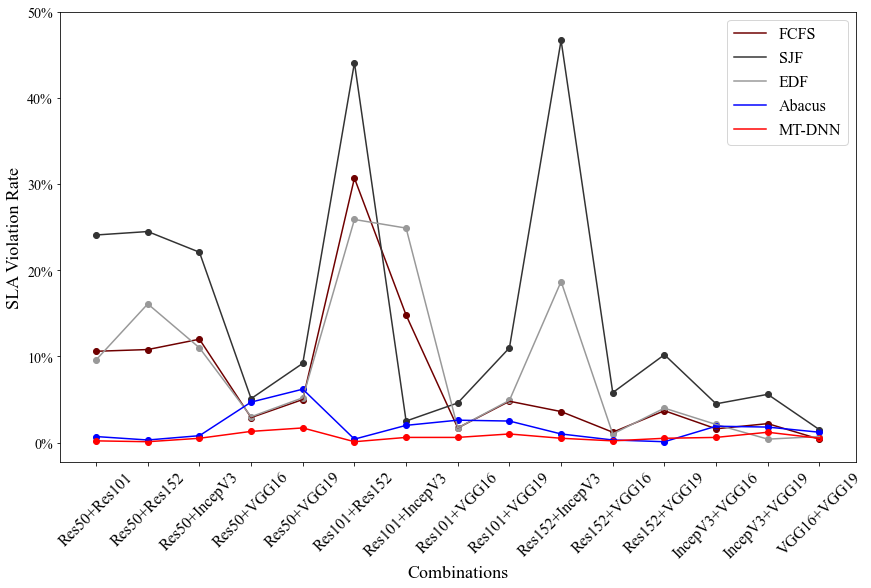 50%
40%
30%
20%
10%
0%
SLA Violation Rate
FCFS
SJF
EDF
Abacus
MT-DNN
Res50+Res101
Res50+Res152
Res50+IncepV3
Res50+VGG16
Res50+VGG19
Res101+Res152
Res101+IncepV3
Res101+VGG16
Res101+VGG19
Res152+IncepV3
Res152+VGG16
Res152+VGG19
IncepV3+VGG16
IncepV3+VGG19
VGG16+VGG19
Combinations